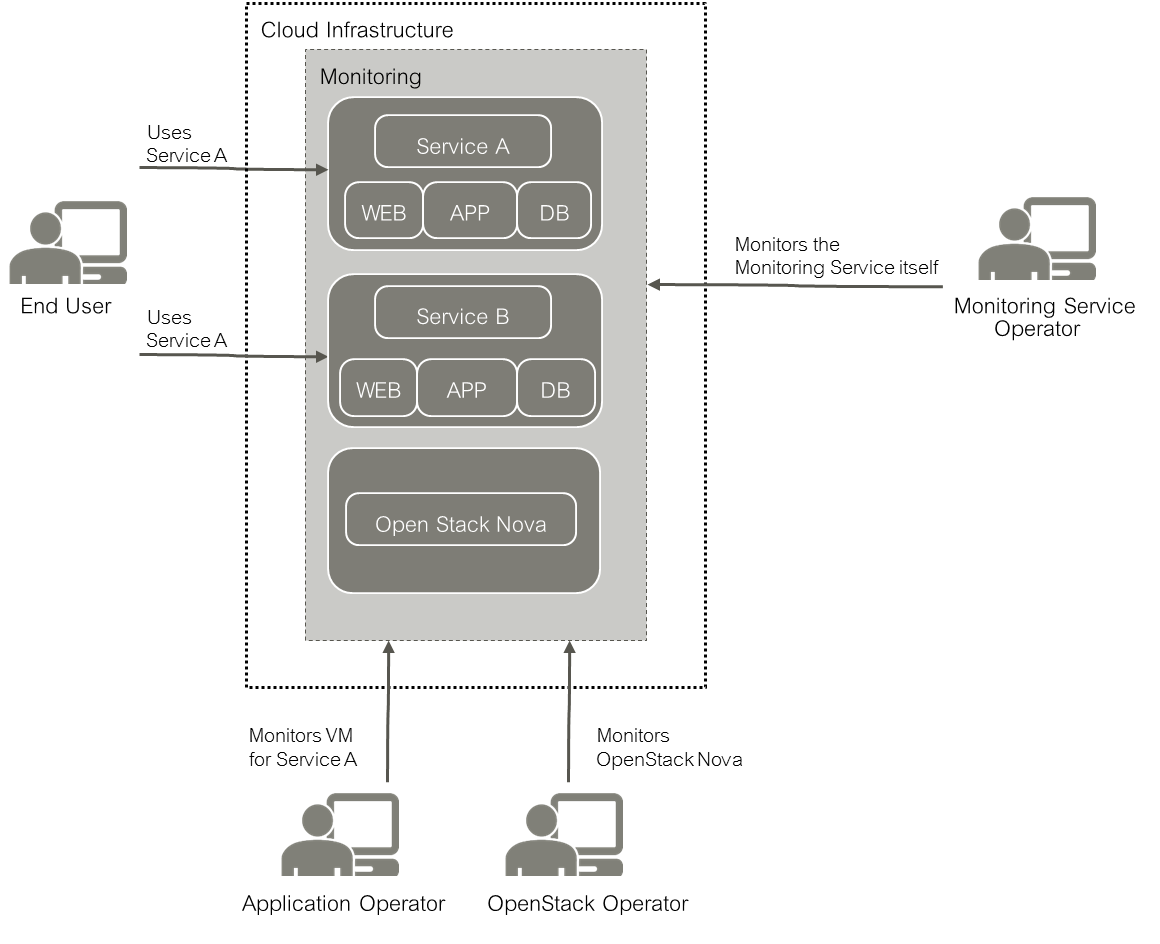 Cloud Infrastructure
Monitoring
Uses
Service A
Service A
WEB
APP
DB
End User
Uses
Service A
Service B
WEB
APP
DB
Monitors the
Monitoring Service itself
Monitoring Service
Operator
Open Stack Nova
Monitors VM
for Service A
Monitors
OpenStack Nova
Application Operator
OpenStack Operator